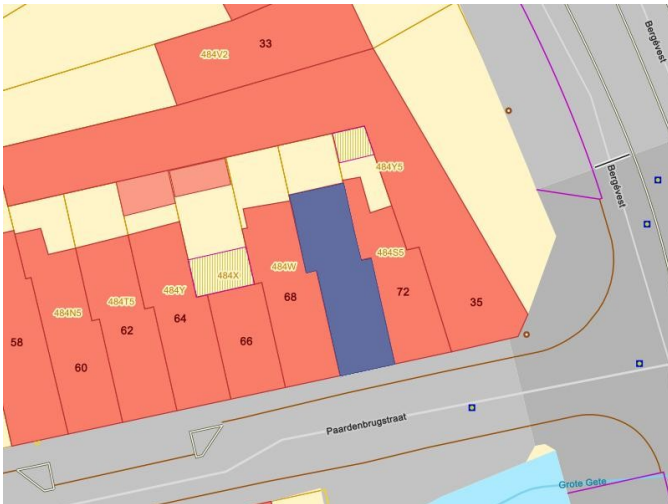 33
484V2
Bergévest
Bergévest
484Y5
484S5
484W
484X
484Y
484T5
484N5
58
60
62
64
66
68
72
35
Paardenbrugstraat
Grote Gete